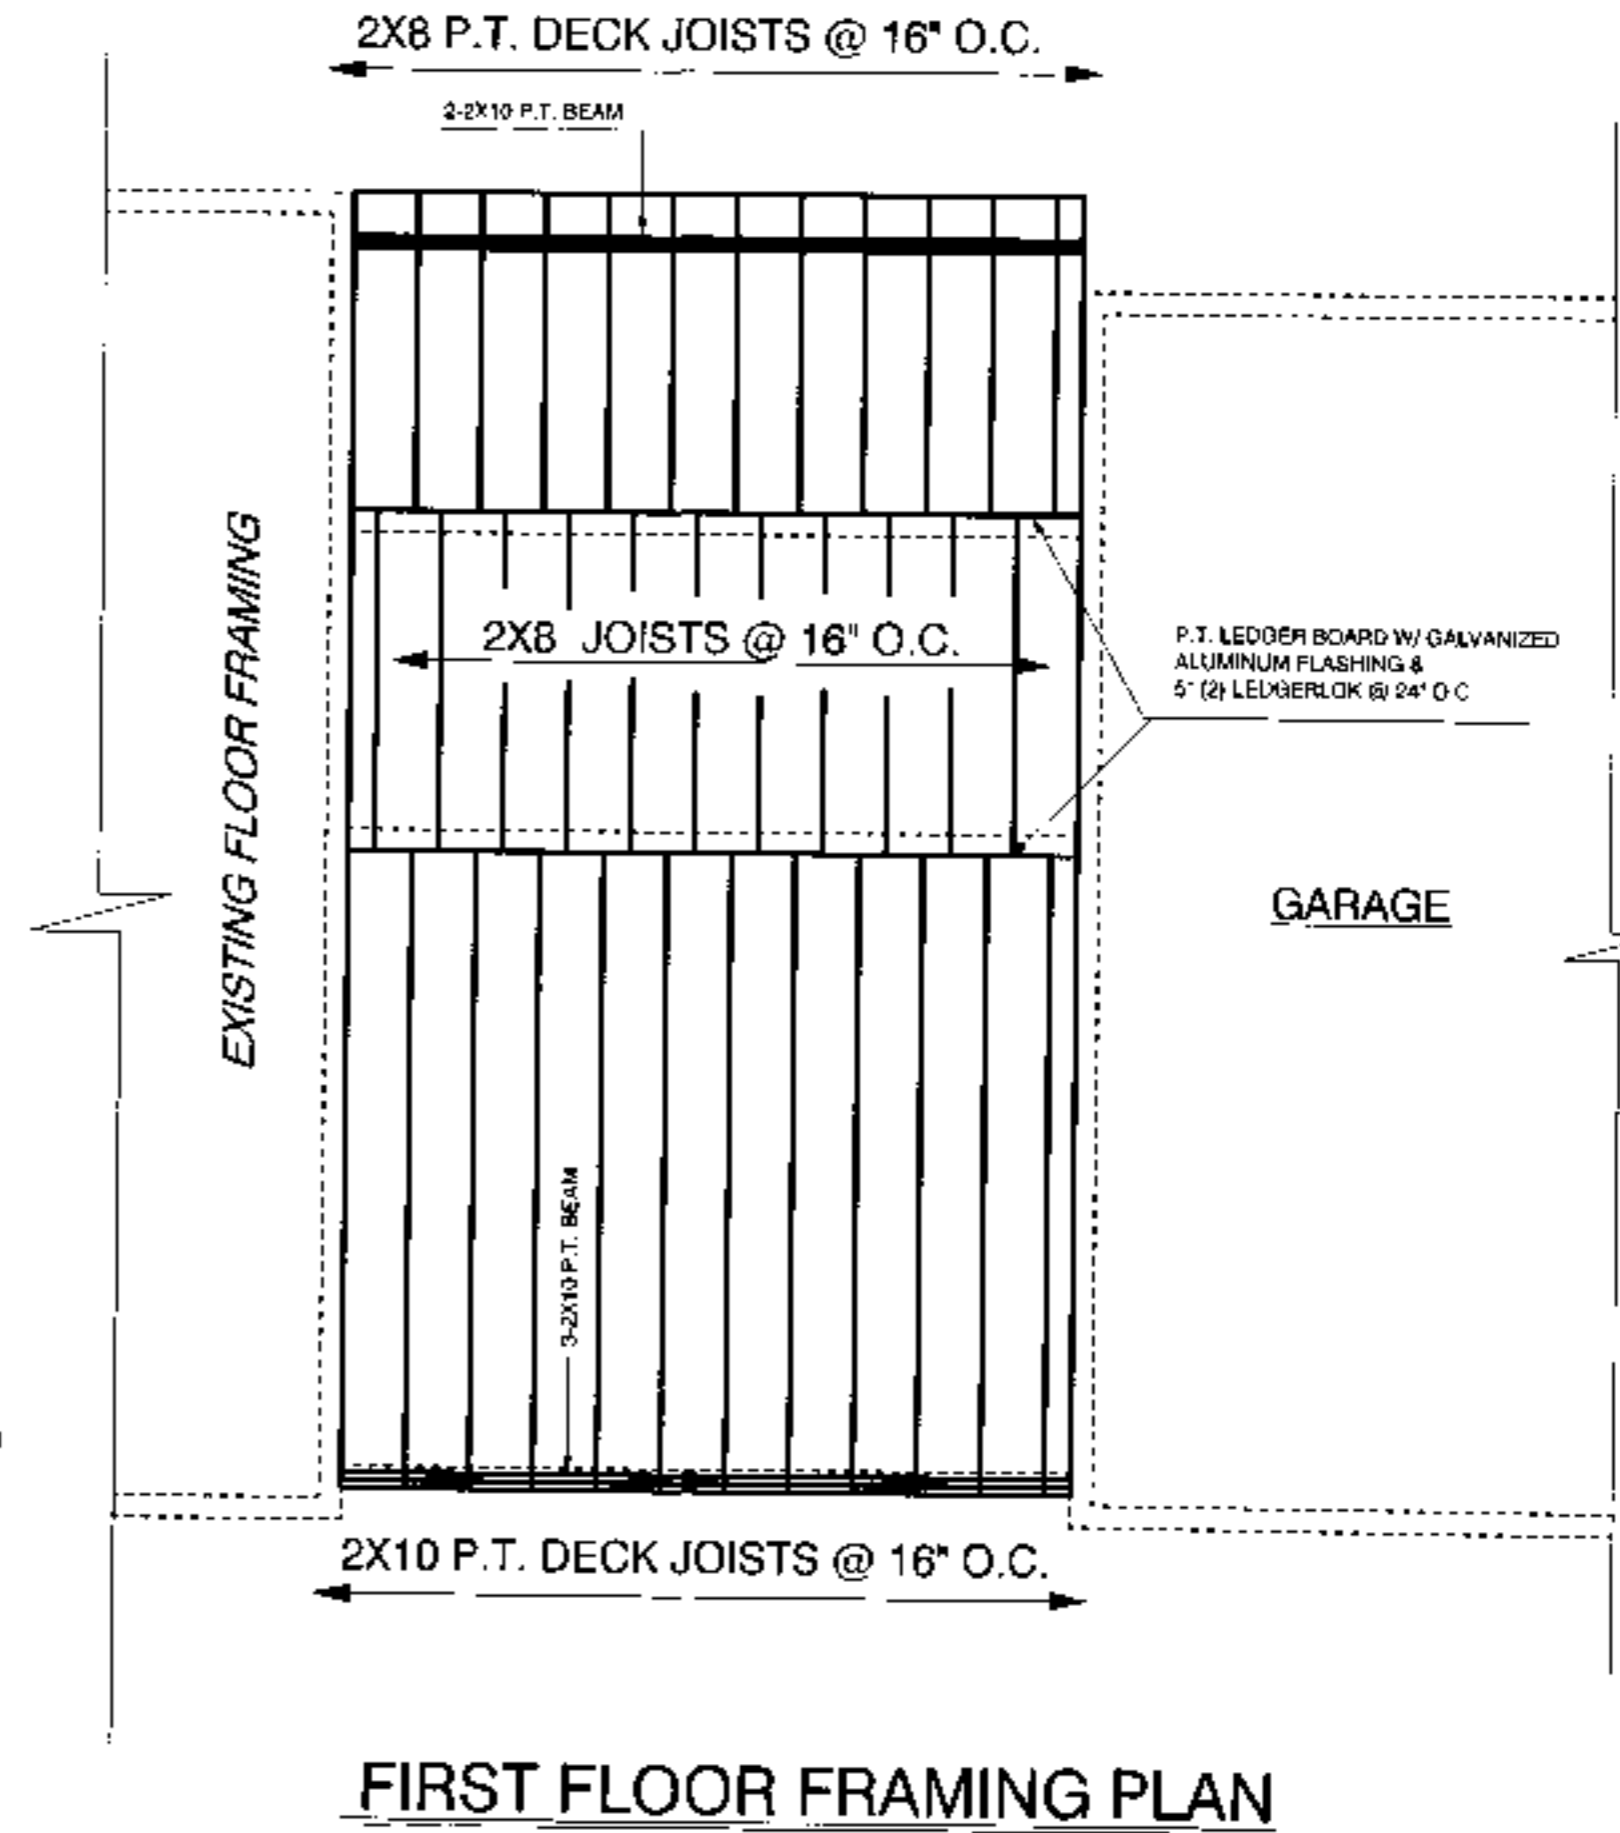 2X8 P.T. DECK JOISTS @ 16" O.C.
2-2X10 P.T. BEAM
2X8 JOISTS @ 16" O.C.
P.T. LEDGER BOARD W/ GALVANIZED
ALUMINUM FLASHING &
5" (2) LEDGERLOK @ 24" O.C
EXISTING FLOOR FRAMING
GARAGE
3-2X10 P.T. BEAM
2X10 P.T. DECK JOISTS @ 16" O.C.
FIRST FLOOR FRAMING PLAN